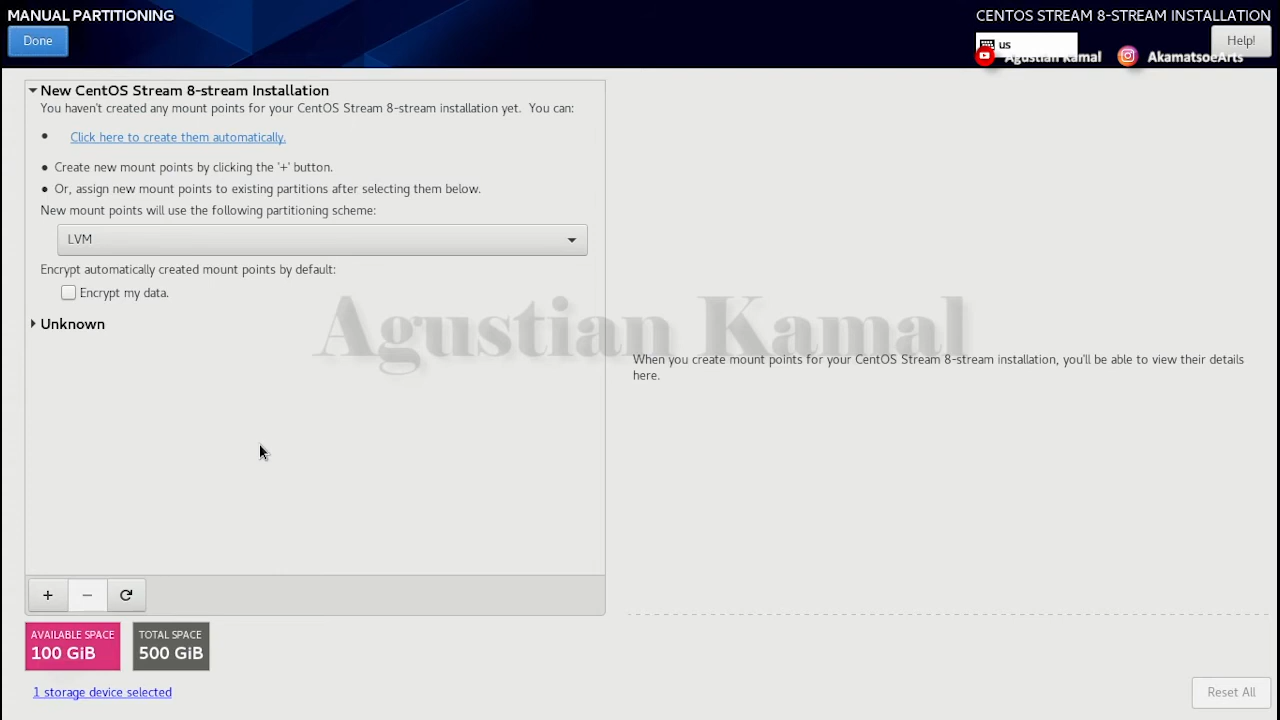 MANUAL PARTITIONING
CENTOS STREAM 8-STREAM INSTALLATION
Done
us
Help!
Agustian Kamal
AkamatsoeArts
New CentOS Stream 8-stream Installation
You haven't created any mount points for your CentOS Stream 8-stream installation yet. You can:
• Click here to create them automatically.
• Create new mount points by clicking the '+' button.
• Or, assign new mount points to existing partitions after selecting them below.
New mount points will use the following partitioning scheme:
LVM
Encrypt automatically created mount points by default:
Encrypt my data.
Unknown
Agustian Kamal
When you create mount points for your CentOS Stream 8-stream installation, you'll be able to view their details
here.
+ −
AVAILABLE SPACE
100 GiB
TOTAL SPACE
500 GiB
1 storage device selected
Reset All